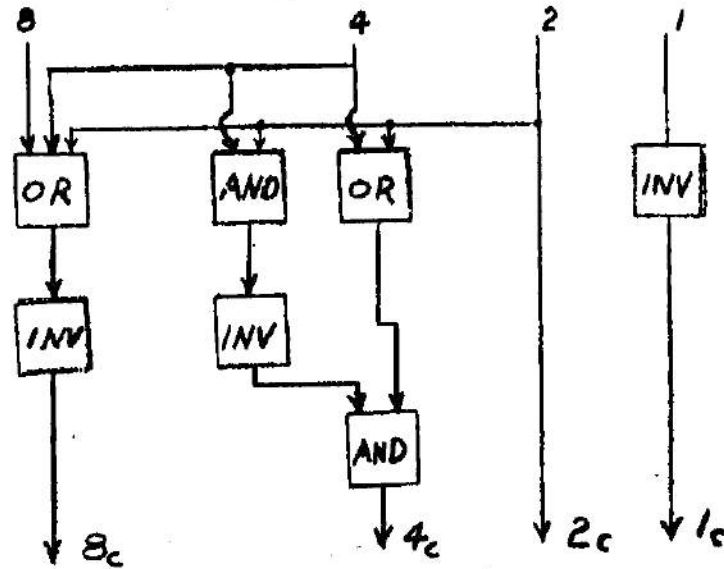 8 4 2 1
OR AND OR INV
INV INV
AND
8c 4c 2c 1c